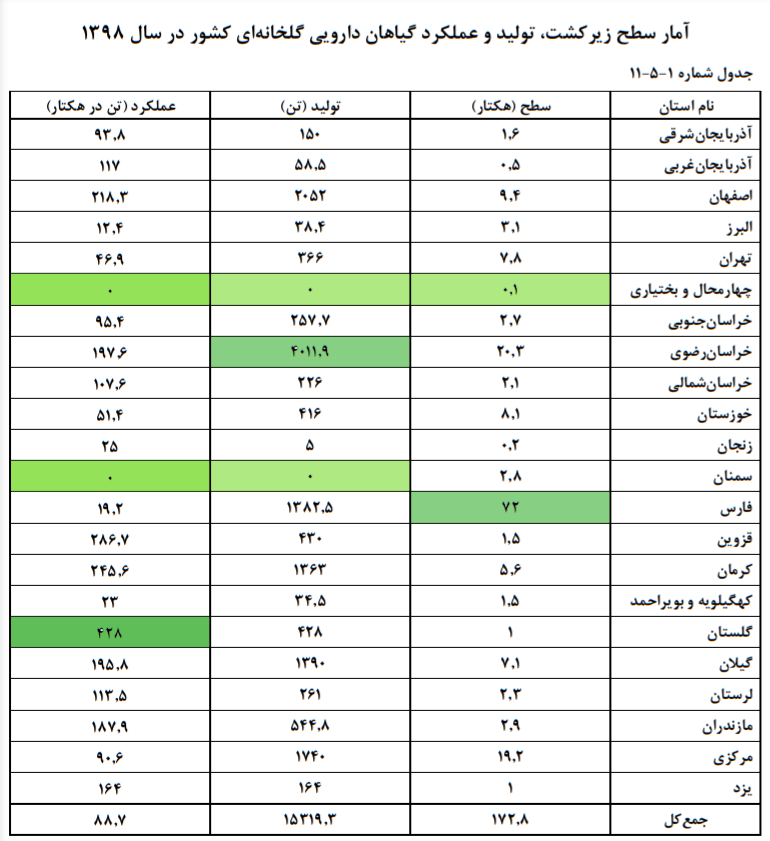 آمار سطح زیرکشت، تولید و عملکرد گیاهان دارویی گلخانه‌ای کشور در سال ۱۳۹۸
جدول شماره ۱-۵-۱۱
نام استان سطح (هکتار) تولید (تن) عملکرد (تن در هکتار)
آذربایجان‌شرقی ۱,۶ ۱۵۰ ۹۳,۸
آذربایجان‌غربی ۰,۵ ۵۸,۵ ۱۱۷
اصفهان ۹,۴ ۲۰۵۲ ۲۱۸,۳
البرز ۳,۱ ۳۸,۴ ۱۲,۴
تهران ۷,۸ ۳۶۶ ۴۶,۹
چهارمحال و بختیاری ۰,۱ ۰ ۰
خراسان‌جنوبی ۲,۷ ۲۵۷,۷ ۹۵,۴
خراسان‌رضوی ۲۰,۳ ۴۰۱۱,۹ ۱۹۷,۶
خراسان‌شمالی ۲,۱ ۲۲۶ ۱۰۷,۶
خوزستان ۸,۱ ۴۱۶ ۵۱,۴
زنجان ۰,۲ ۵ ۲۵
سمنان ۲,۸ ۰ ۰
فارس ۷۲ ۱۳۸۲,۵ ۱۹,۲
قزوین ۱,۵ ۴۳۰ ۲۸۶,۷
کرمان ۵,۶ ۱۳۶۳ ۲۴۵,۶
کهگیلویه و بویراحمد ۱,۵ ۳۴,۵ ۲۳
گلستان ۱ ۴۲۸ ۴۲۸
گیلان ۷,۱ ۱۳۹۰ ۱۹۵,۸
لرستان ۲,۳ ۲۶۱ ۱۱۳,۵
مازندران ۲,۹ ۵۴۴,۸ ۱۸۷,۹
مرکزی ۱۹,۲ ۱۷۴۰ ۹۰,۶
یزد ۱ ۱۶۴ ۱۶۴
جمع کل ۱۷۲,۸ ۱۵۳۱۹,۳ ۸۸,۷